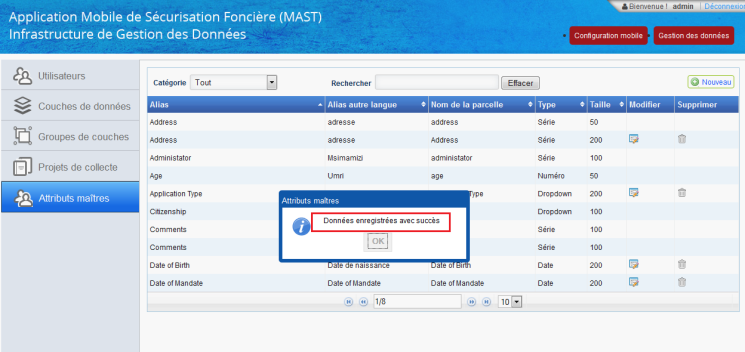 Application Mobile de Sécurisation Foncière (MAST)
Infrastructure de Gestion des Données
Bienvenue ! admin | Déconnexion
Configuration mobile
Gestion des données
Utilisateurs
Couches de données
Groupes de couches
Projets de collecte
Attributs maîtres
Catégorie Tout Rechercher Effacer Nouveau
Alias Alias autre langue Nom de la parcelle Type Taille Modifier Supprimer
Address adresse address Série 50
Address adresse Address Série 200
Administator Msimamizi administator Série 100
Age Umri age Numéro 50
Application Type Type Dropdown 200
Citizenship Dropdown 100
Comments Série 100
Comments Série 100
Date of Birth Date de naissance Date of Birth Date 200
Date of Mandate Date of Mandate Date of Mandate Date 200
1/8 10
Attributs maîtres
Données enregistrées avec succès
OK